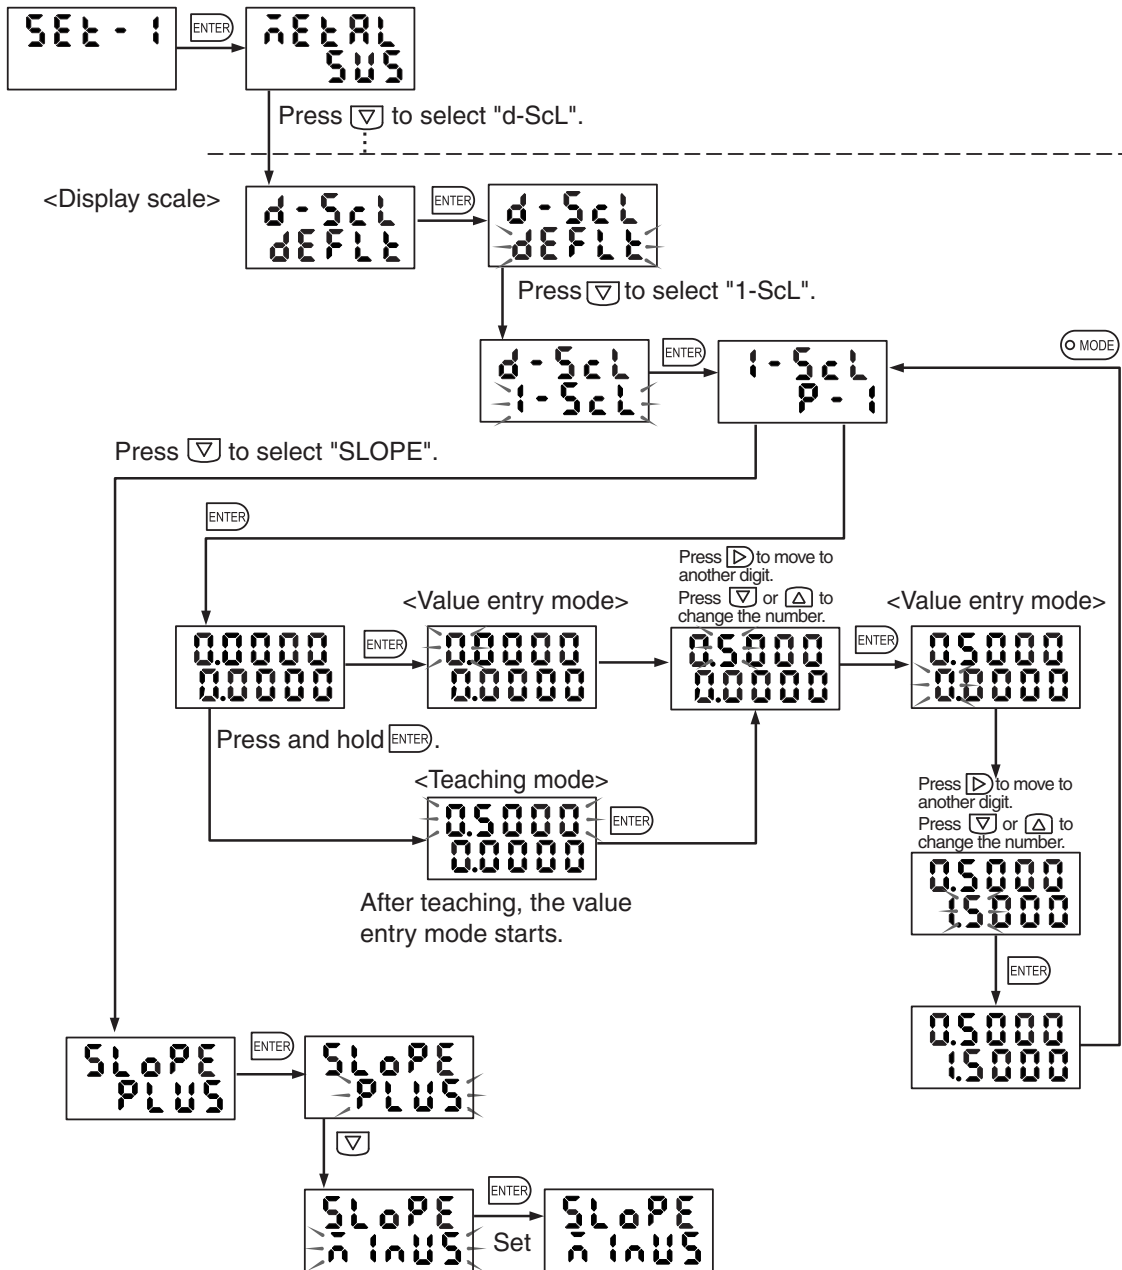 SEt-1
ENTER
mEtAL
SUS
Press ▽ to select "d-ScL".
<Display scale>
d-ScL
dEFLt
ENTER
d-ScL
dEFLt
Press ▽ to select "1-ScL".
d-ScL
1-ScL
ENTER
1-ScL
P-1
MODE
Press ▽ to select "SLOPE".
ENTER
0.0000
0.0000
ENTER
<Value entry mode>
0.0000
0.0000
Press ▷ to move to
another digit.
Press ▽ or △ to
change the number.
0.5000
0.0000
ENTER
<Value entry mode>
0.5000
0.0000
Press and hold ENTER.
<Teaching mode>
0.5000
0.0000
ENTER
After teaching, the value
entry mode starts.
Press ▷ to move to
another digit.
Press ▽ or △ to
change the number.
0.5000
1.5000
ENTER
0.5000
1.5000
SLoPE
PLUS
ENTER
SLoPE
PLUS
▽
SLoPE
mInUS
ENTER
Set
SLoPE
mInUS